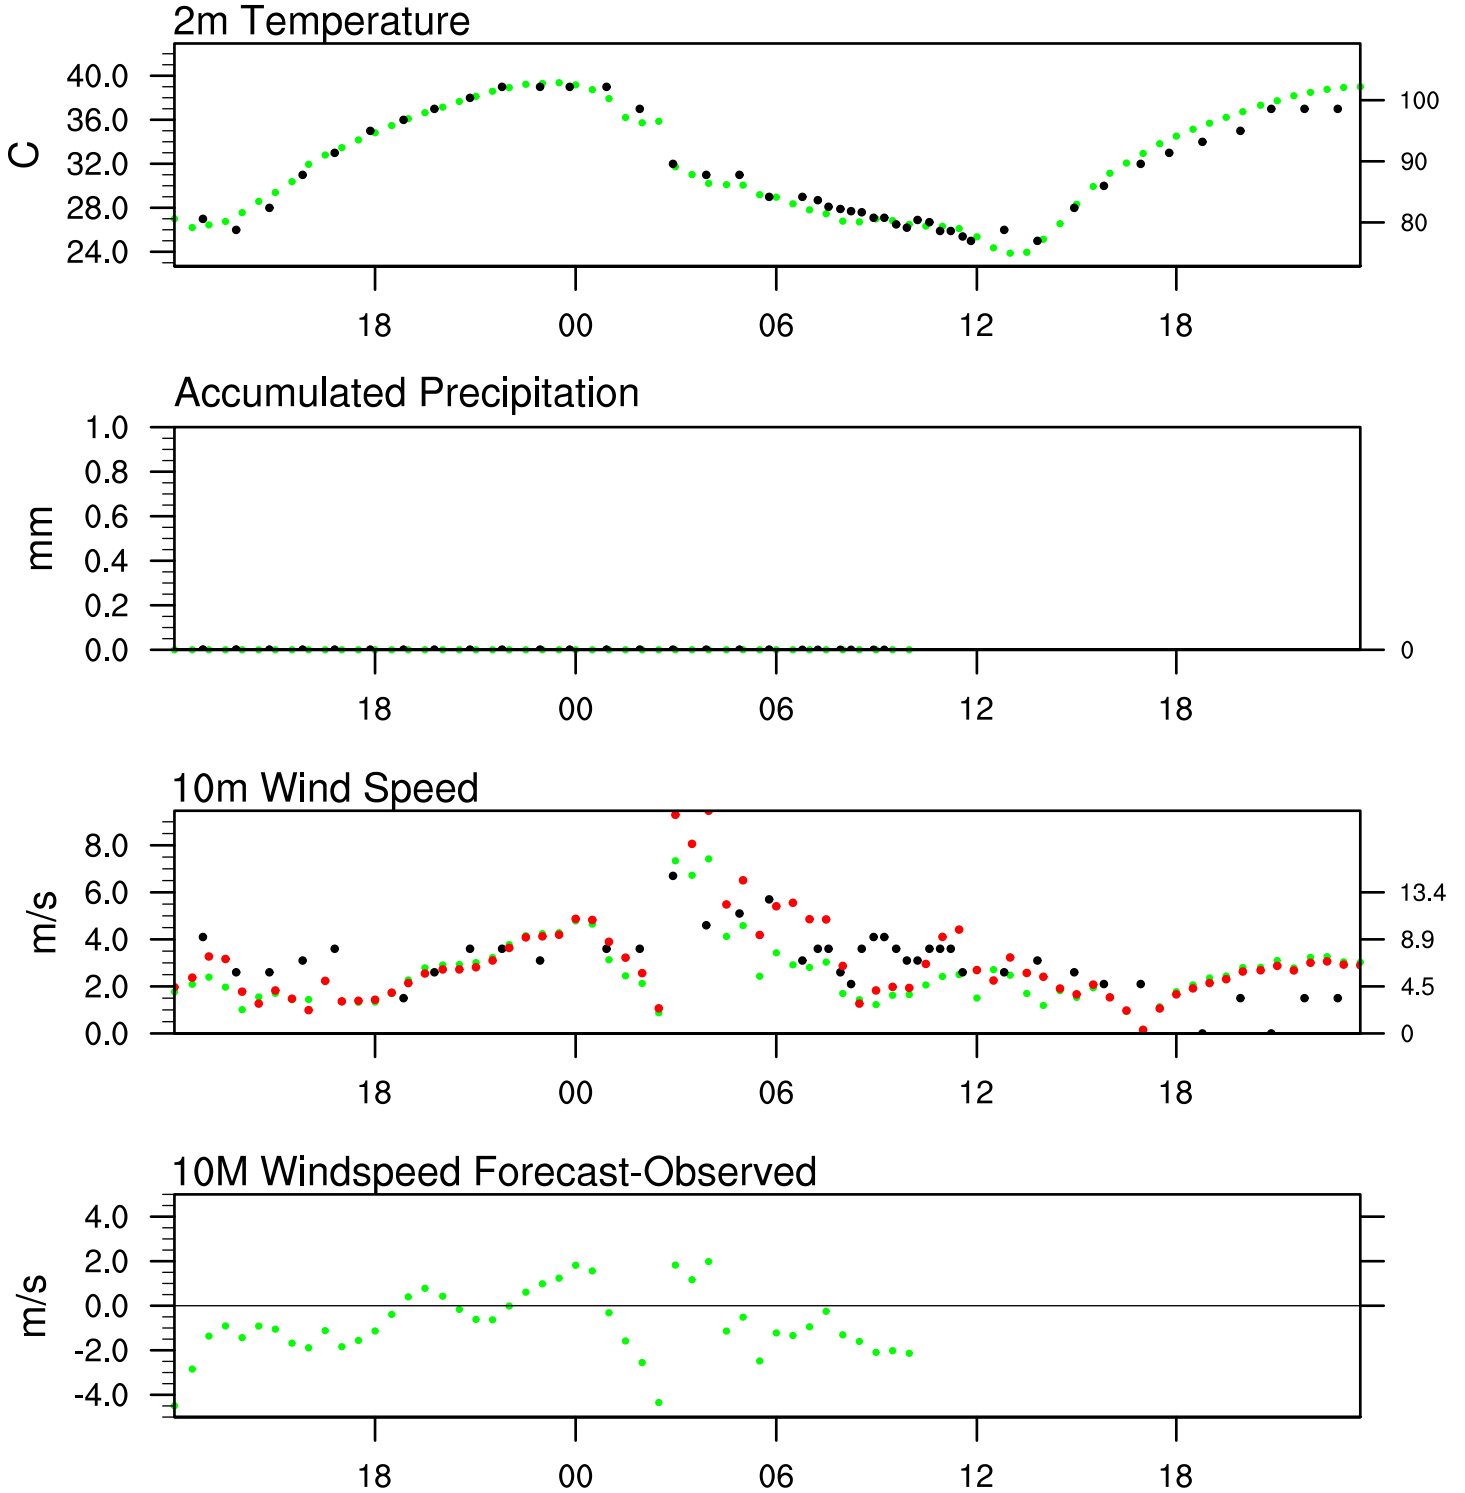 2m Temperature
40.0
36.0
32.0
28.0
24.0
C
100
90
80
18 00 06 12 18
Accumulated Precipitation
1.0
0.8
0.6
0.4
0.2
0.0
mm
0
18 00 06 12 18
10m Wind Speed
8.0
6.0
4.0
2.0
0.0
m/s
13.4
8.9
4.5
0
18 00 06 12 18
10M Windspeed Forecast-Observed
4.0
2.0
0.0
-2.0
-4.0
m/s
18 00 06 12 18